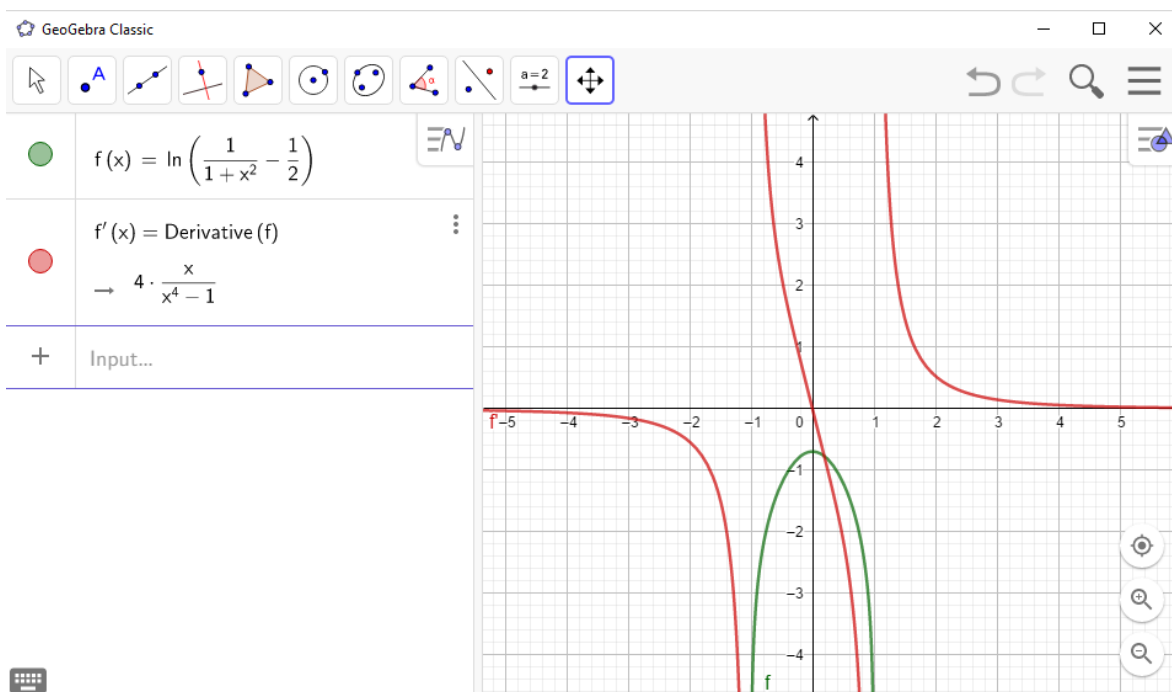 GeoGebra Classic
A
α
a = 2
f (x) = ln ( 1 / (1 + x²) − 1 / 2 )
f′ (x) = Derivative (f)
→ 4 · x / (x⁴ − 1)
+ Input...
4
3
2
1
f′ −5 −4 −3 −2 −1 0 1 2 3 4 5
−1
−2
−3
−4
f